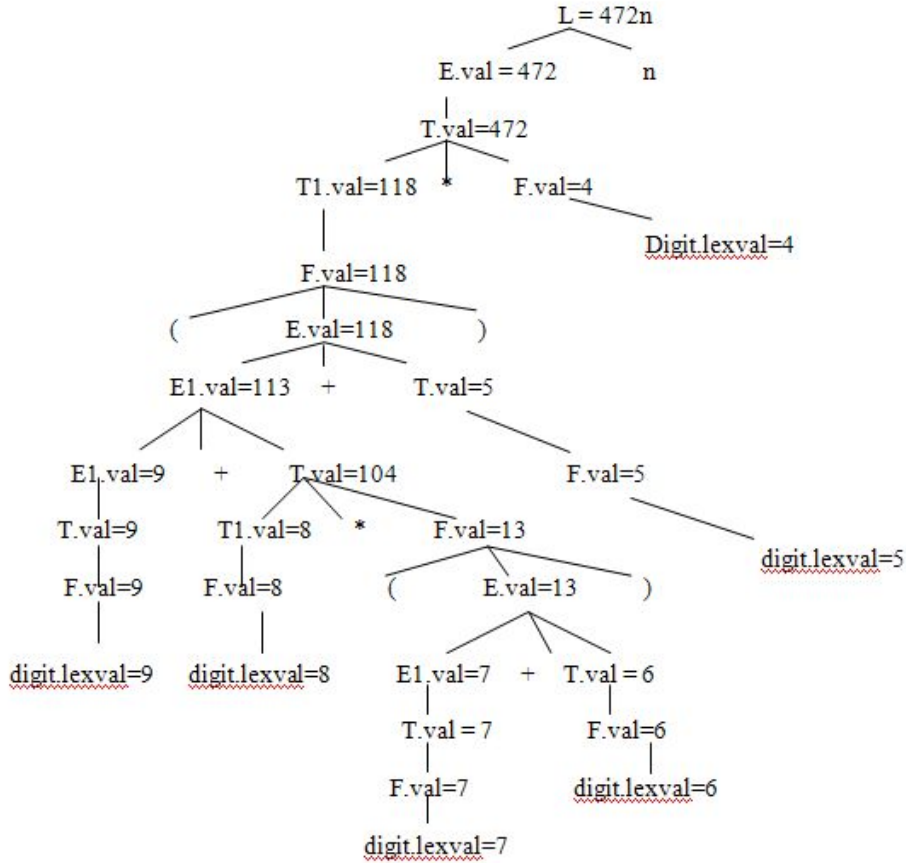 L = 472n
E.val = 472 n
T.val=472
T1.val=118 * F.val=4
Digit.lexval=4
F.val=118
( E.val=118 )
E1.val=113 + T.val=5
E1.val=9 + T.val=104 F.val=5
T.val=9 T1.val=8 * F.val=13
digit.lexval=5
F.val=9 F.val=8 ( E.val=13 )
digit.lexval=9 digit.lexval=8 E1.val=7 + T.val = 6
T.val = 7 F.val=6
F.val=7 digit.lexval=6
digit.lexval=7